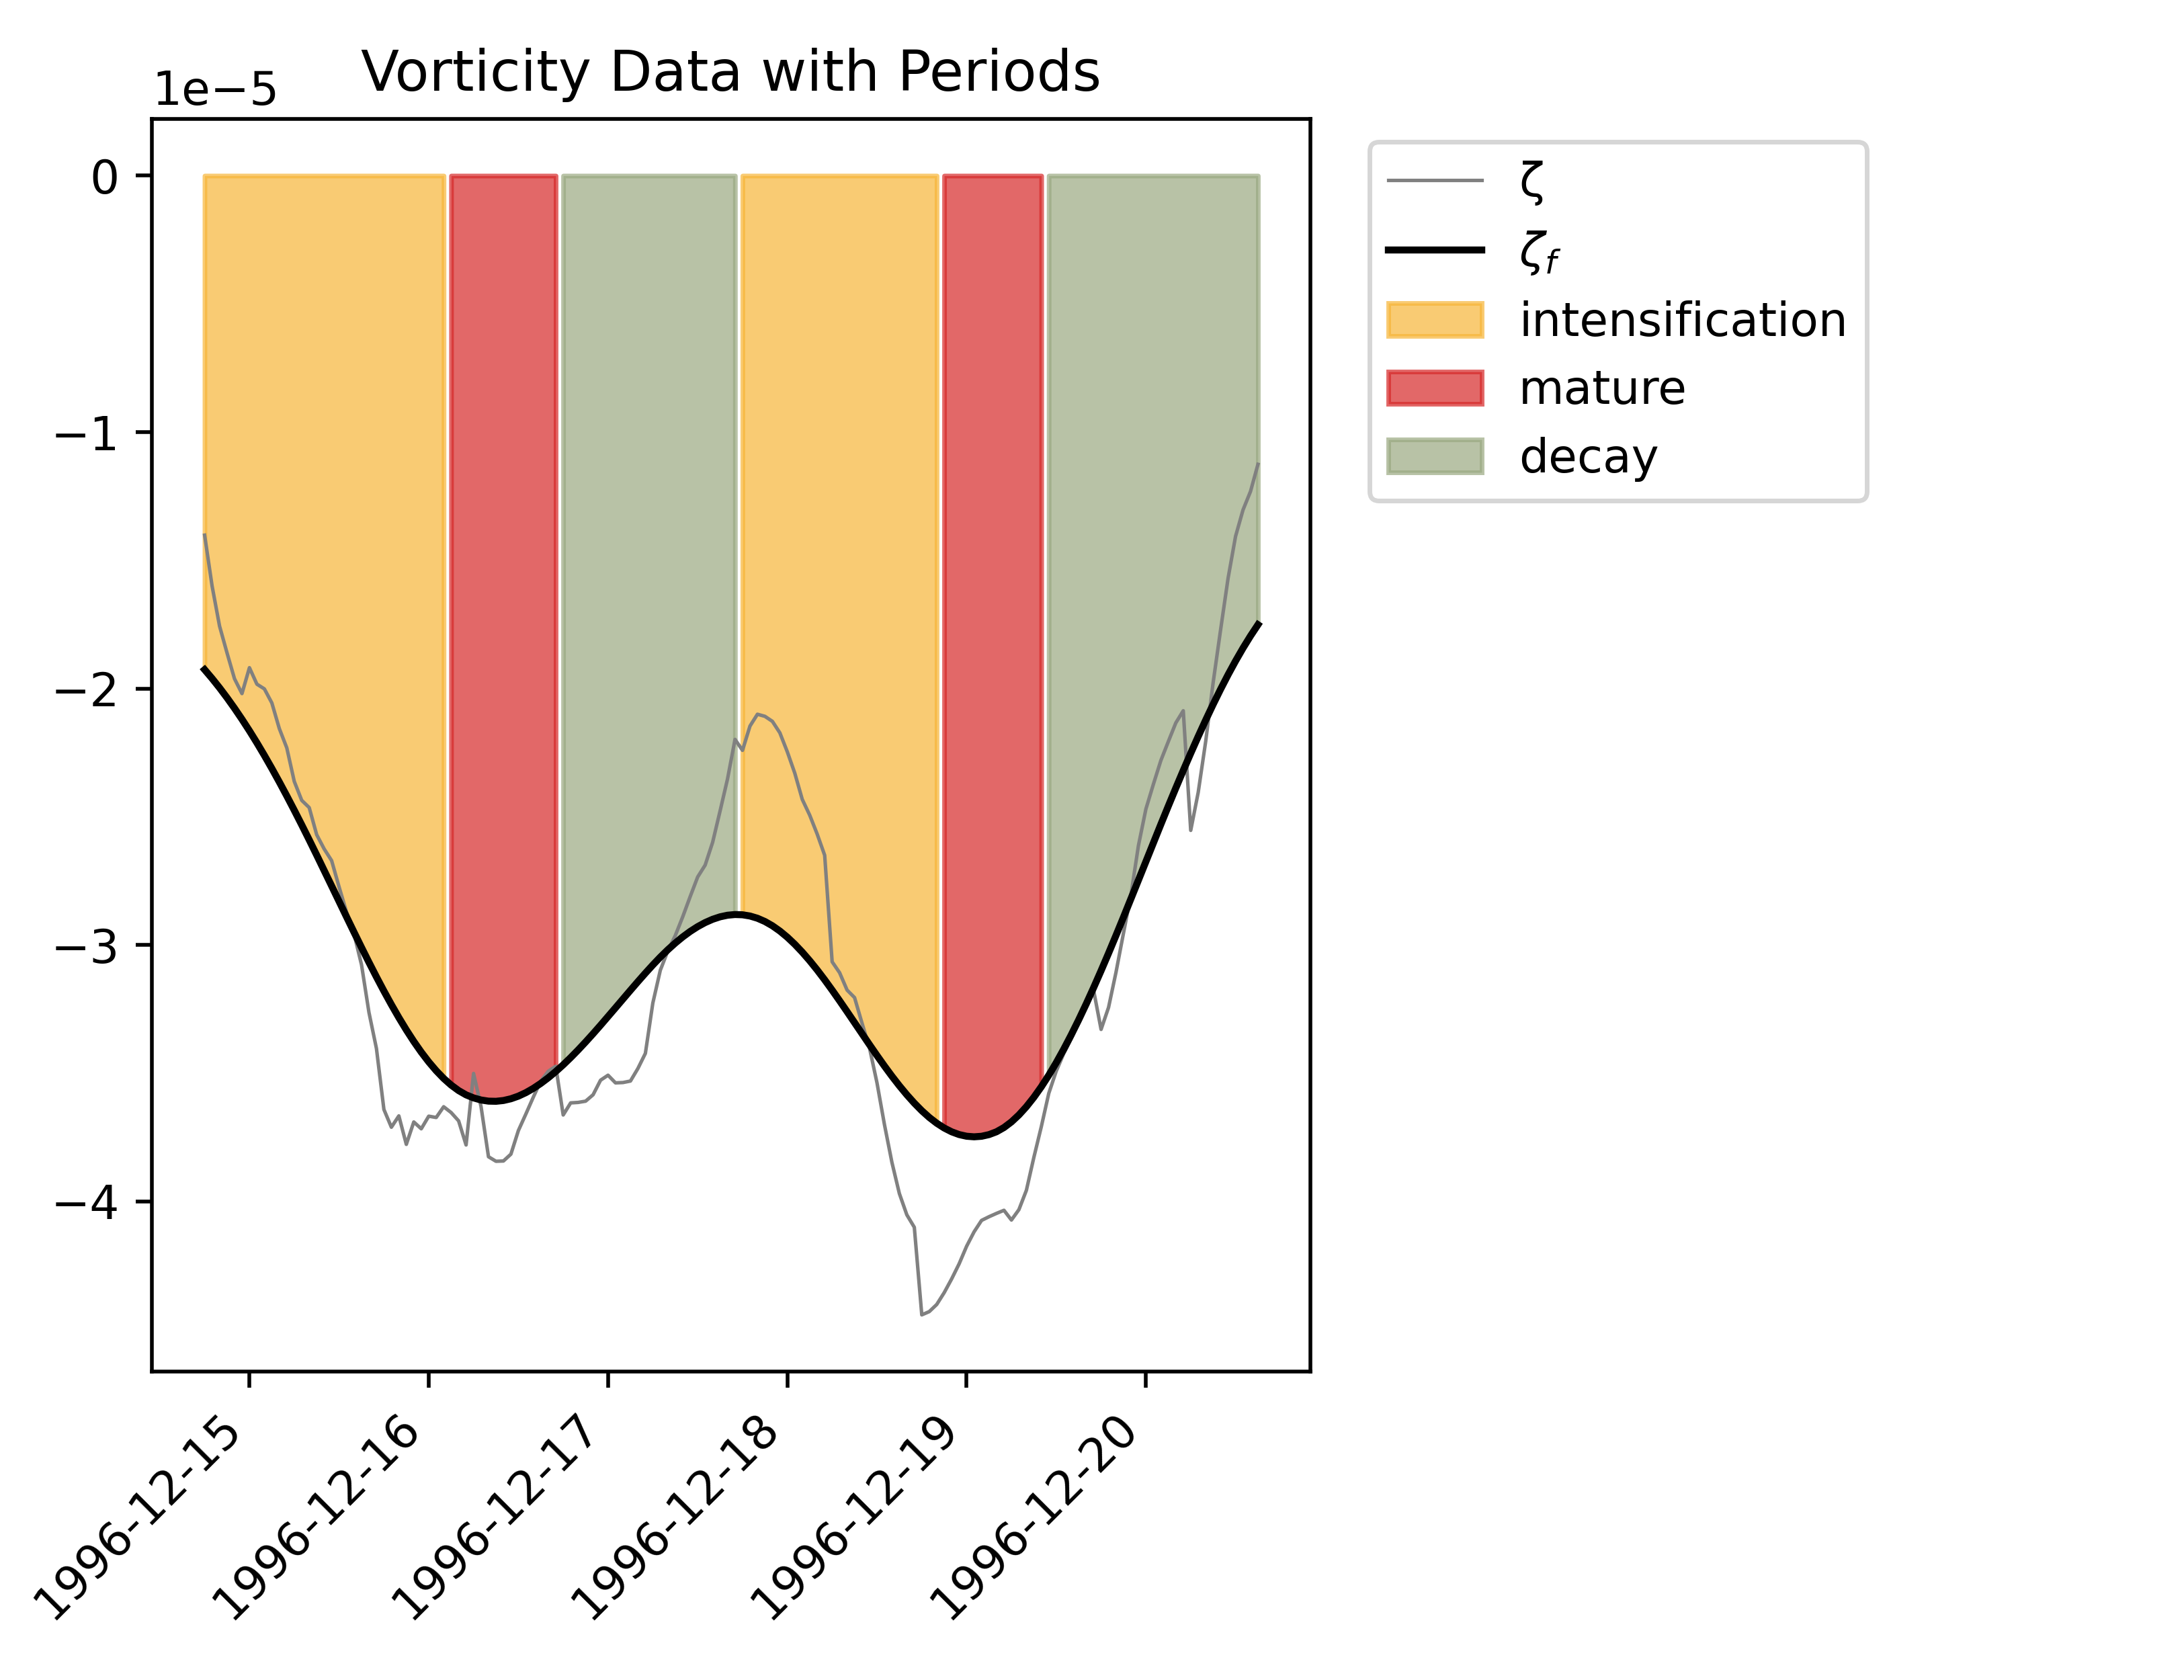 Vorticity Data with Periods
1e−5
0
−1
−2
−3
−4
1996-12-15
1996-12-16
1996-12-17
1996-12-18
1996-12-19
1996-12-20
ζ
ζf
intensification
mature
decay